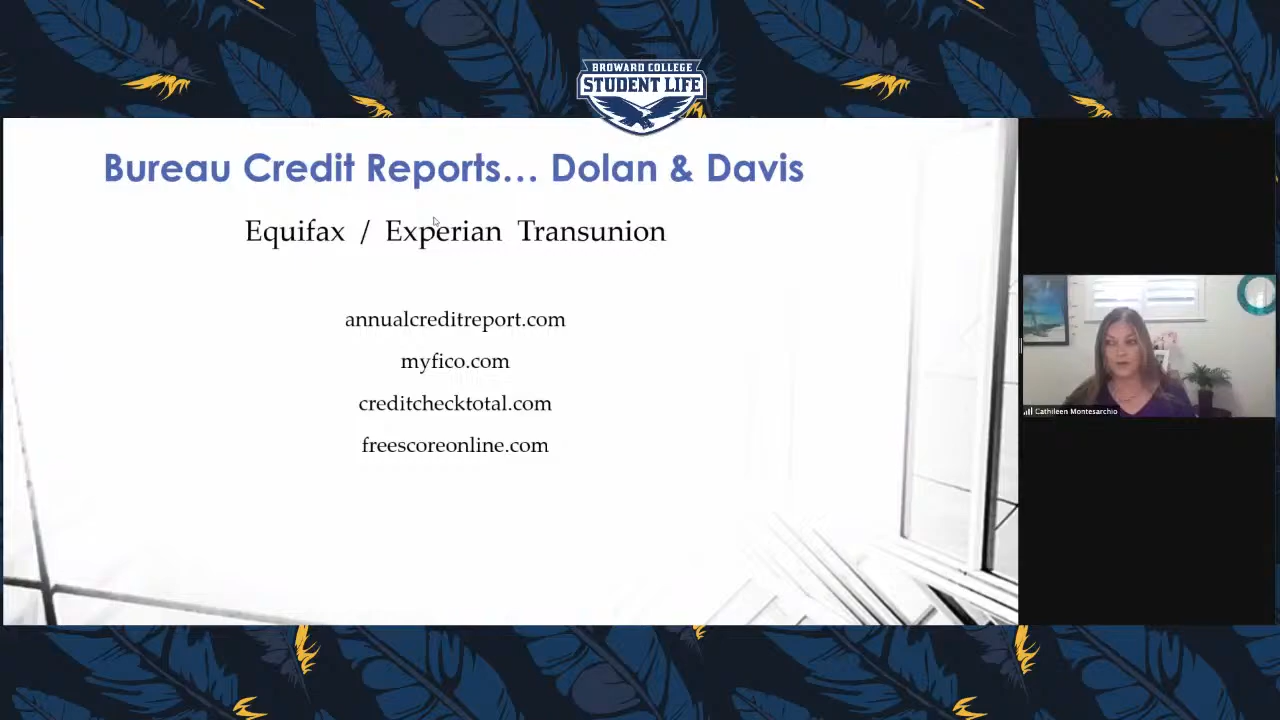 BROWARD COLLEGE
STUDENT LIFE
Bureau Credit Reports... Dolan & Davis
Equifax / Experian Transunion
annualcreditreport.com
myfico.com
creditchecktotal.com
freescoreonline.com
Cathileen Montesarchio